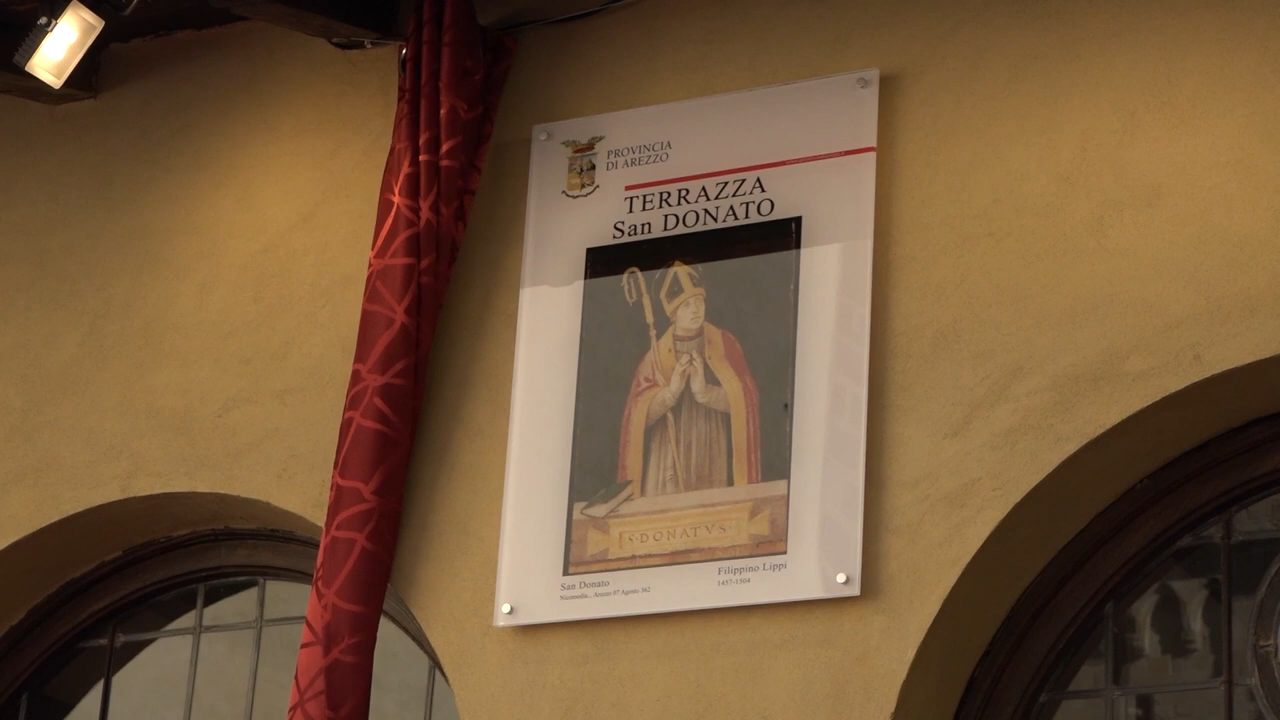 PROVINCIA
DI AREZZO
TERRAZZA
San DONATO
S·DONATVS
San Donato
Nicomedia... Arezzo 07 Agosto 362
Filippino Lippi
1457-1504